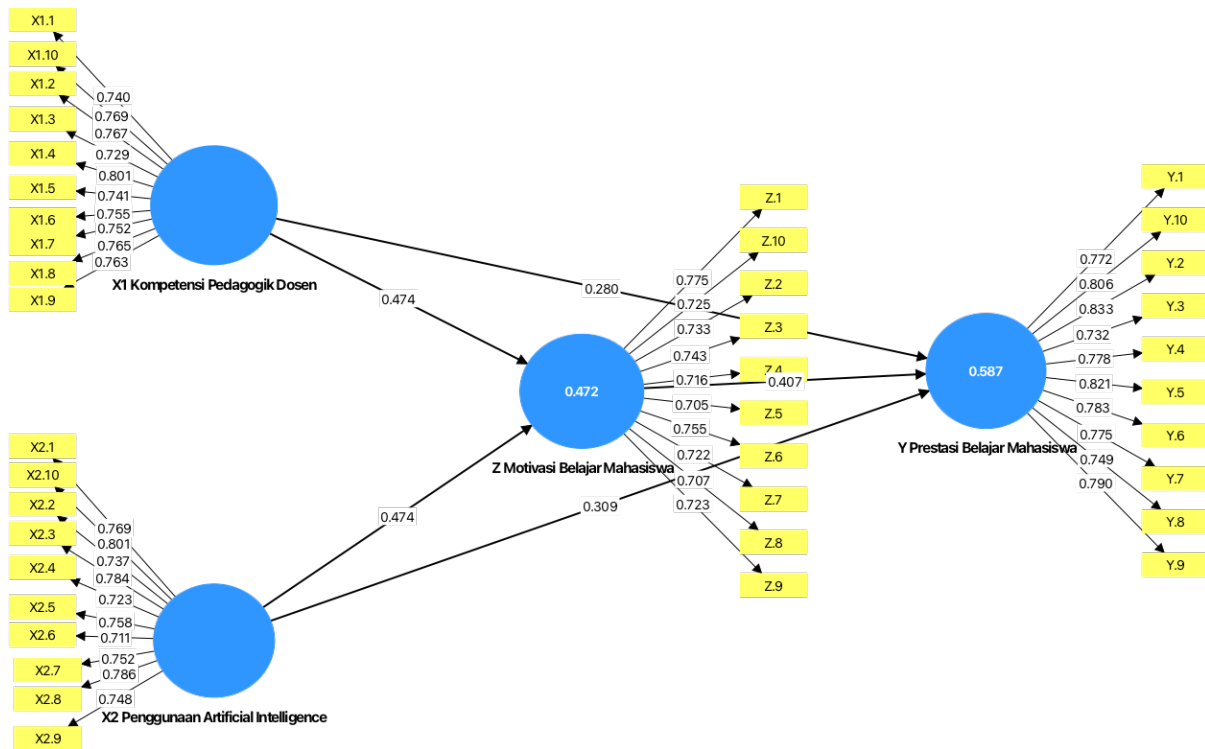 X1.1
X1.10
X1.2
X1.3
X1.4
X1.5
X1.6
X1.7
X1.8
X1.9
0.740
0.769
0.767
0.729
0.801
0.741
0.755
0.752
0.765
0.763
X1 Kompetensi Pedagogik Dosen
X2.1
X2.10
X2.2
X2.3
X2.4
X2.5
X2.6
X2.7
X2.8
X2.9
0.769
0.801
0.737
0.784
0.723
0.758
0.711
0.752
0.786
0.748
X2 Penggunaan Artificial Intelligence
0.474
0.280
0.474
0.309
0.407
0.472
Z Motivasi Belajar Mahasiswa
0.775
0.725
0.733
0.743
0.716
0.705
0.755
0.722
0.707
0.723
Z.1
Z.10
Z.2
Z.3
Z.4
Z.5
Z.6
Z.7
Z.8
Z.9
0.587
Y Prestasi Belajar Mahasiswa
0.772
0.806
0.833
0.732
0.778
0.821
0.783
0.775
0.749
0.790
Y.1
Y.10
Y.2
Y.3
Y.4
Y.5
Y.6
Y.7
Y.8
Y.9